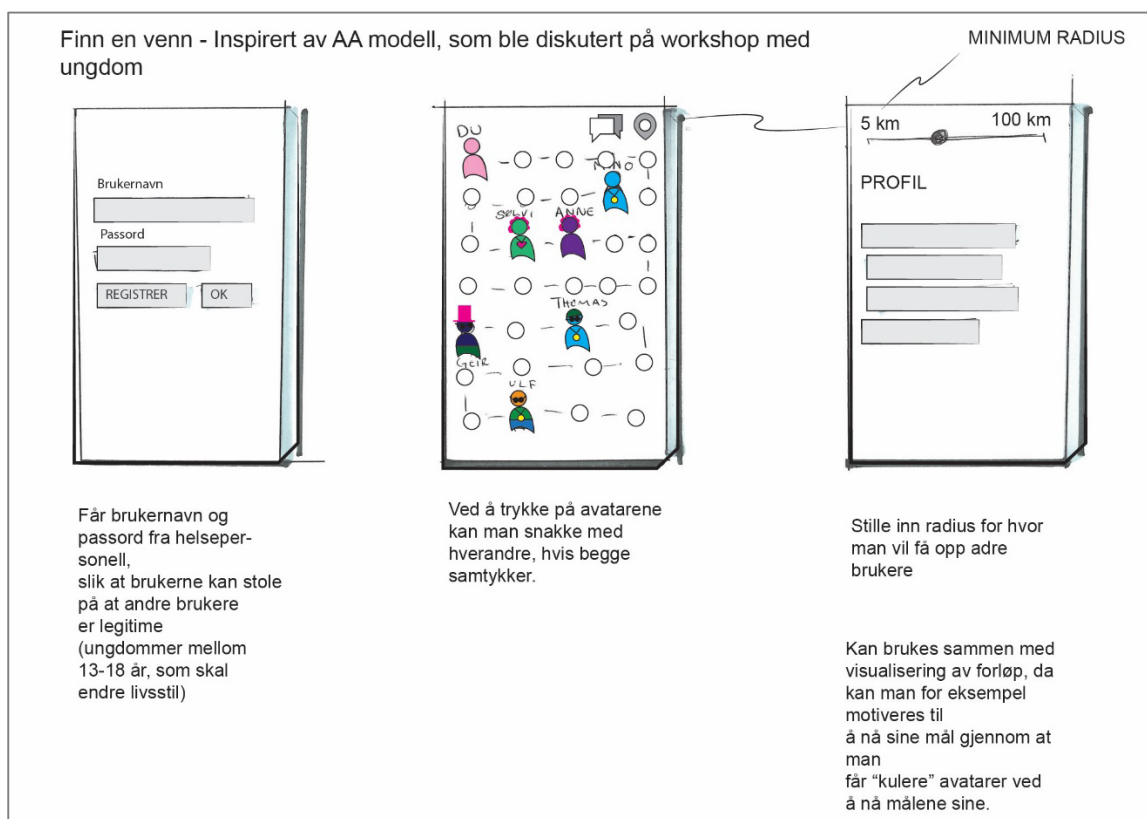 Finn en venn - Inspirert av AA modell, som ble diskutert på workshop med
ungdom
MINIMUM RADIUS
Brukernavn
Passord
REGISTRER
OK
DU
NINO
SØLVI
ANNE
THOMAS
GEIR
ULF
5 km
100 km
PROFIL
Får brukernavn og
passord fra helseper-
sonell,
slik at brukerne kan stole
på at andre brukere
er legitime
(ungdommer mellom
13-18 år, som skal
endre livsstil)
Ved å trykke på avatarene
kan man snakke med
hverandre, hvis begge
samtykker.
Stille inn radius for hvor
man vil få opp adre
brukere
Kan brukes sammen med
visualisering av forløp, da
kan man for eksempel
motiveres til
å nå sine mål gjennom at
man
får “kulere” avatarer ved
å nå målene sine.